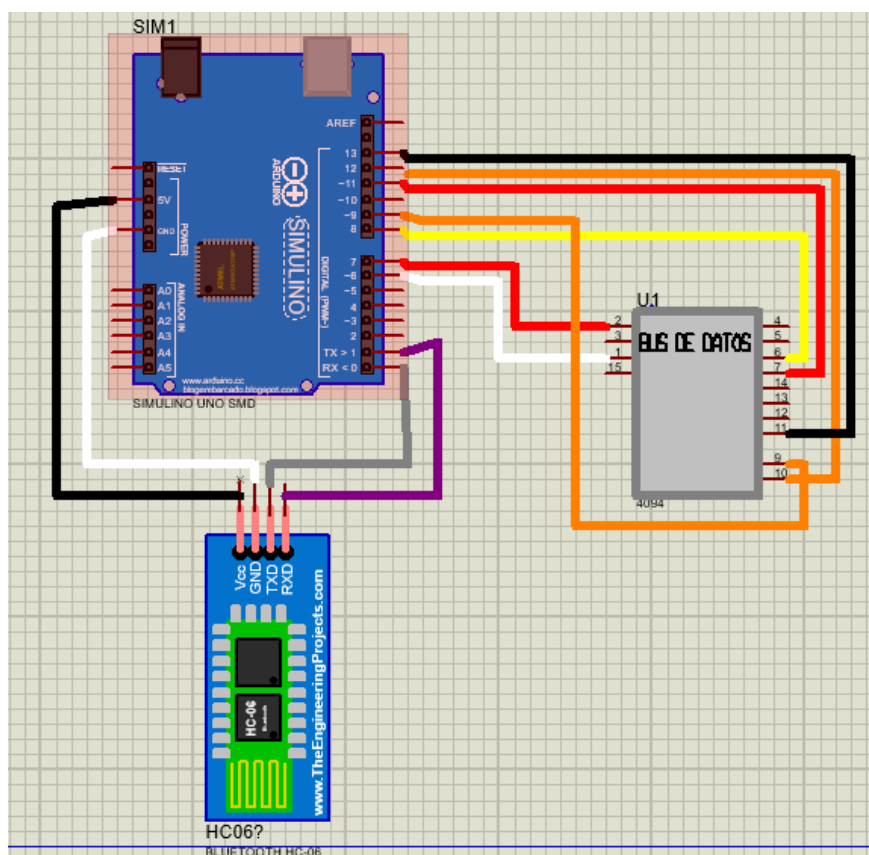 SIM1
AREF
13
12
~11
~10
~9
8
RESET
5V
GND
POWER
ARDUINO
SIMULINO
DIGITAL (PWM~)
7
~6
~5
4
~3
2
TX > 1
RX < 0
ANALOG IN
A0
A1
A2
A3
A4
A5
www.arduino.cc
blogembarcado.blogspot.com
SIMULINO UNO SMD
U1
BUS DE DATOS
2
3
1
15
4
5
6
7
14
13
12
11
9
10
4094
Vcc
GND
TXD
RXD
HC-06
Bluetooth
www.TheEngineeringProjects.com
HC06?
BLUETOOTH HC-06